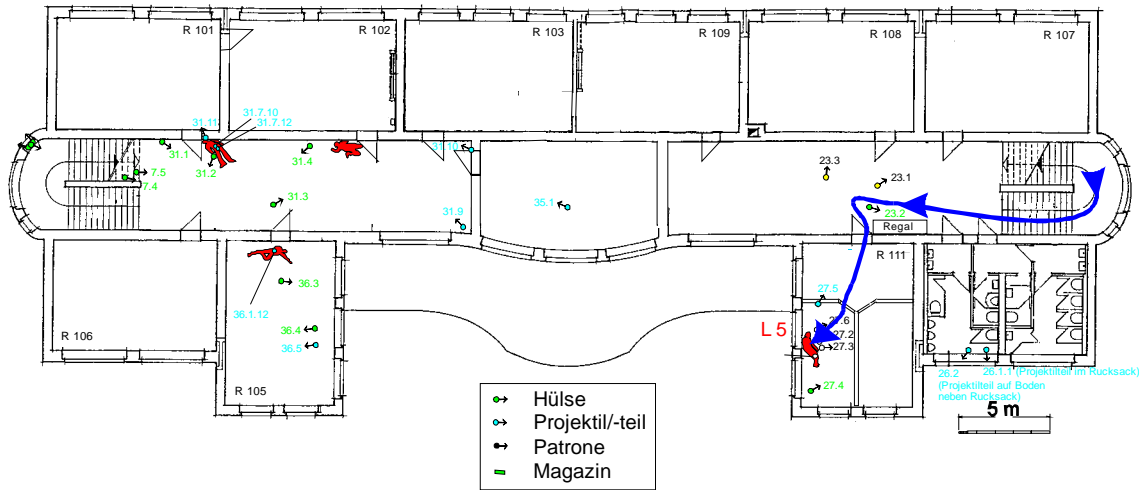 R 101
R 102
R 103
R 109
R 108
R 107
31.11
31.7.10
31.7.12
31.1
31.2
31.4
31.10
23.3
23.1
7.5
7.4
31.3
31.9
35.1
23.2
Regal
R 111
36.3
27.5
36.1.12
36.4
36.5
L 5
27.6
27.2
27.3
27.4
R 106
R 105
26.2
26.1.1 (Projektilteil im Rucksack)
(Projektilteil auf Boden
neben Rucksack)
5 m
Hülse
Projektil/-teil
Patrone
Magazin